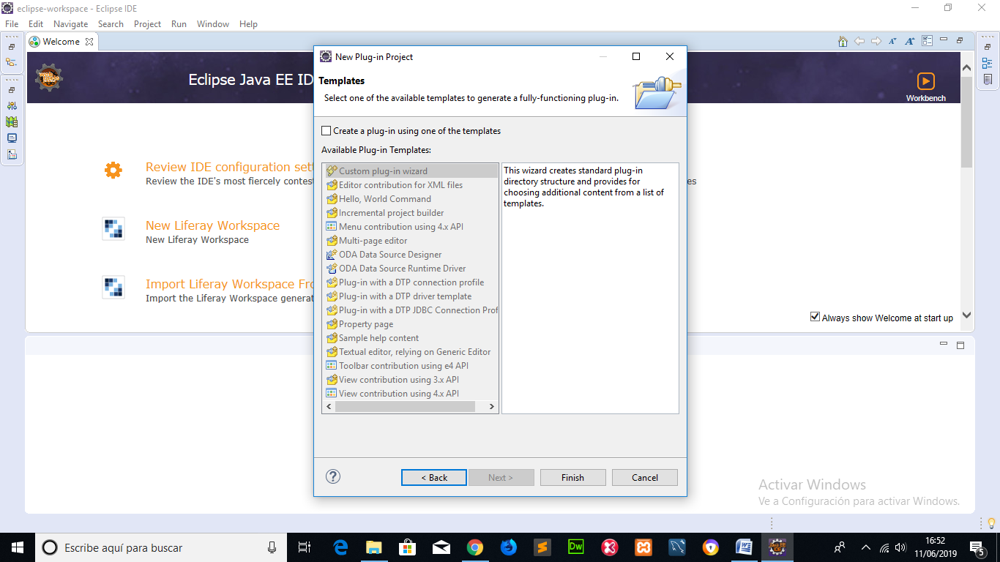 eclipse-workspace - Eclipse IDE
File Edit Navigate Search Project Run Window Help
Welcome
Eclipse Java EE ID
Workbench
Review IDE configuration set
Review the IDE's most fiercely contest
es
New Liferay Workspace
New Liferay Workspace
Import Liferay Workspace Fro
Import the Liferay Workspace generat
Always show Welcome at start up
New Plug-in Project
Templates
Select one of the available templates to generate a fully-functioning plug-in.
Create a plug-in using one of the templates
Available Plug-in Templates:
Custom plug-in wizard
Editor contribution for XML files
Hello, World Command
Incremental project builder
Menu contribution using 4.x API
Multi-page editor
ODA Data Source Designer
ODA Data Source Runtime Driver
Plug-in with a DTP connection profile
Plug-in with a DTP driver template
Plug-in with a DTP JDBC Connection Prof
Property page
Sample help content
Textual editor, relying on Generic Editor
Toolbar contribution using e4 API
View contribution using 3.x API
View contribution using 4.x API
This wizard creates standard plug-in
directory structure and provides for
choosing additional content from a list of
templates.
< Back Next > Finish Cancel
Activar Windows
Ve a Configuración para activar Windows.
Escribe aquí para buscar
Dw
16:52
11/06/2019
5